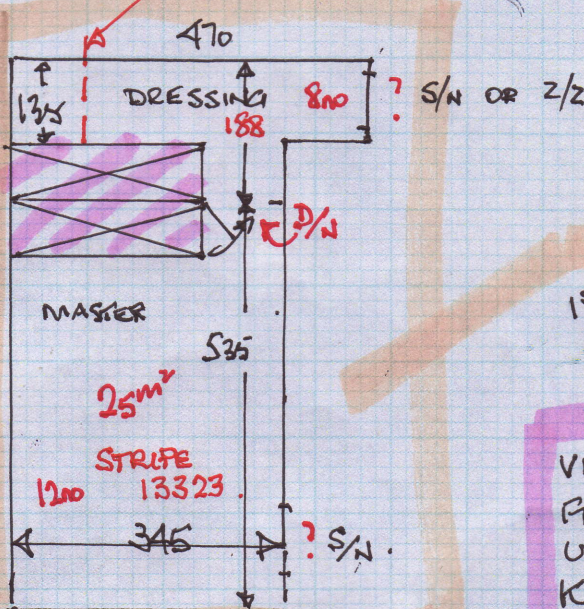 470
135
DRESSING
188
8no
?
S/N OR 2/2
D/N
MASTER
535
25m²
STRIPE
12no 13323
345
?
S/N.